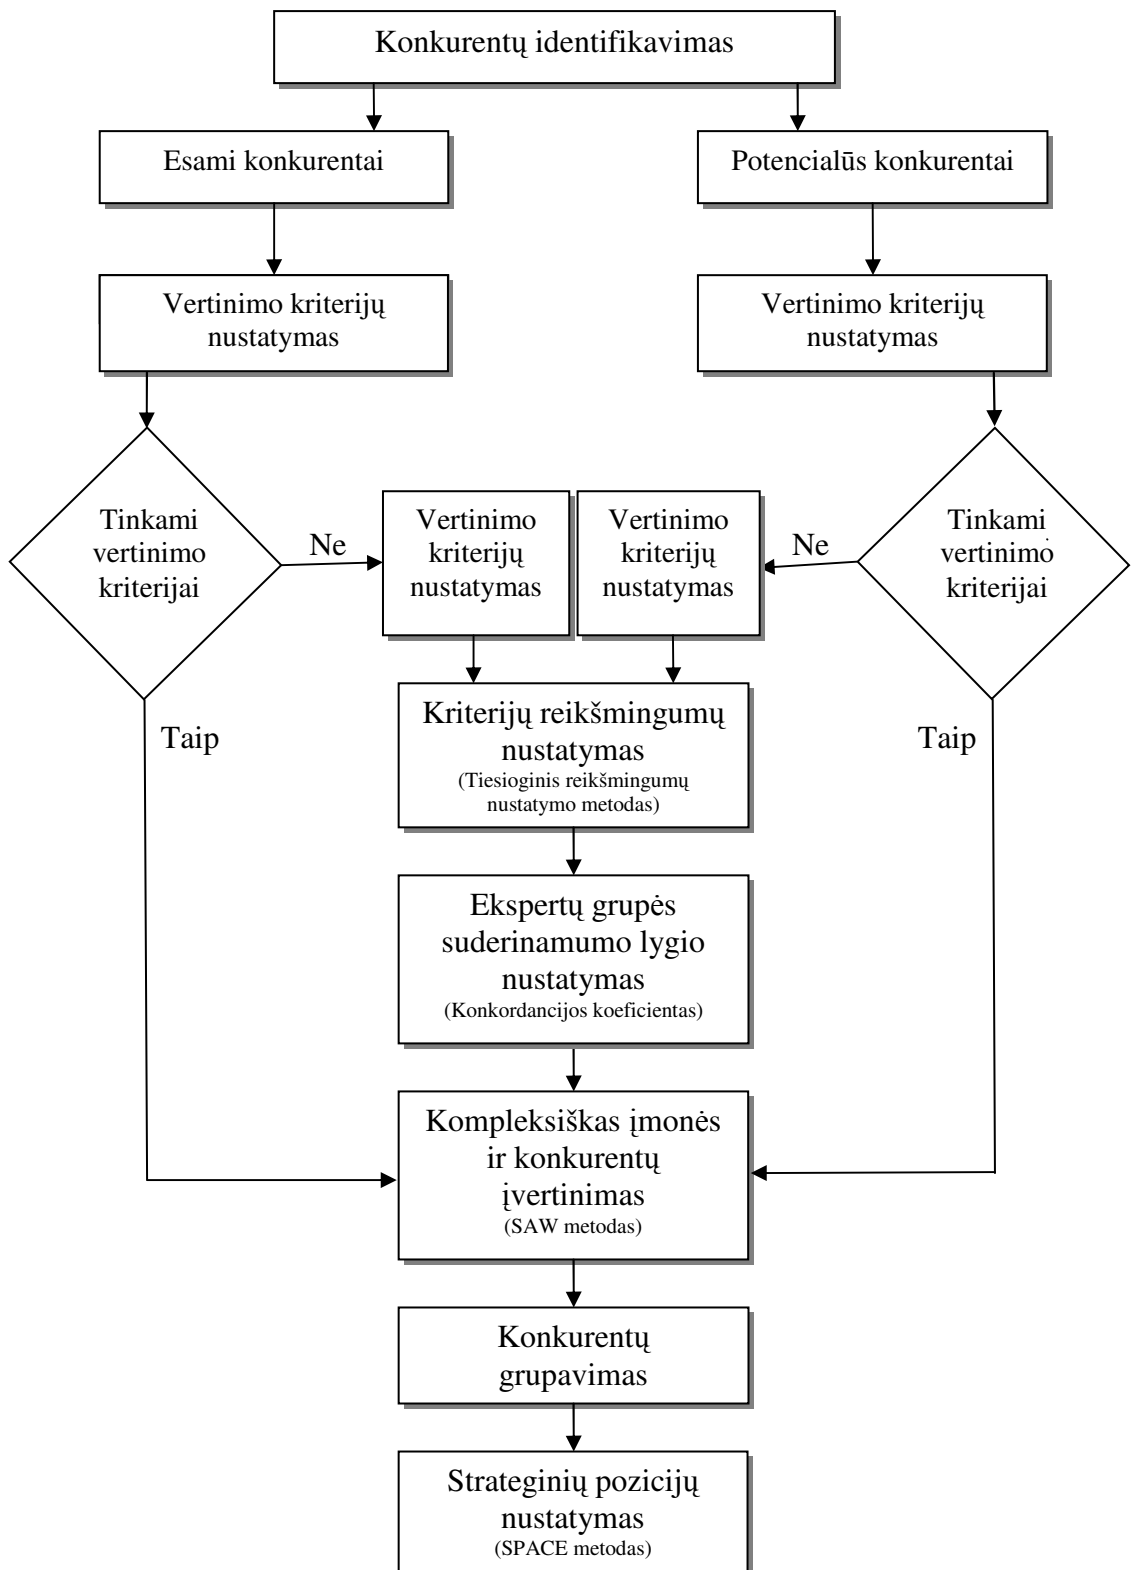 Konkurentų identifikavimas
Esami konkurentai
Potencialūs konkurentai
Vertinimo kriterijų
nustatymas
Vertinimo kriterijų
nustatymas
Tinkami
vertinimo
kriterijai
Ne
Vertinimo
kriterijų
nustatymas
Vertinimo
kriterijų
nustatymas
Ne
Tinkami
vertinimo
kriterijai
Taip
Kriterijų reikšmingumų
nustatymas
(Tiesioginis reikšmingumų
nustatymo metodas)
Taip
Ekspertų grupės
suderinamumo lygio
nustatymas
(Konkordancijos koeficientas)
Kompleksiškas įmonės
ir konkurentų
įvertinimas
(SAW metodas)
Konkurentų
grupavimas
Strateginių pozicijų
nustatymas
(SPACE metodas)